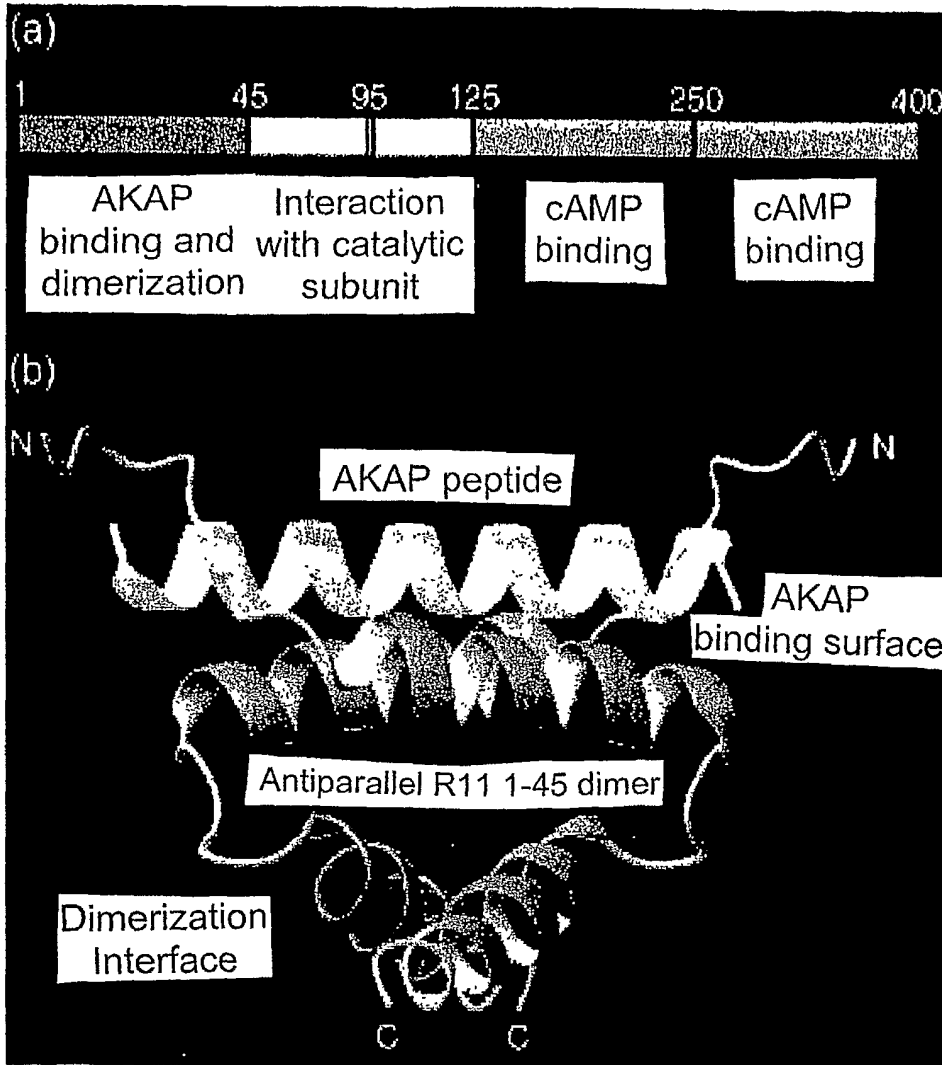 (a)
1 45 95 125 250 400
AKAP
binding and
dimerization
Interaction
with catalytic
subunit
cAMP
binding
cAMP
binding
(b)
N N
AKAP peptide
AKAP
binding surface
Antiparallel R11 1-45 dimer
Dimerization
Interface
C C